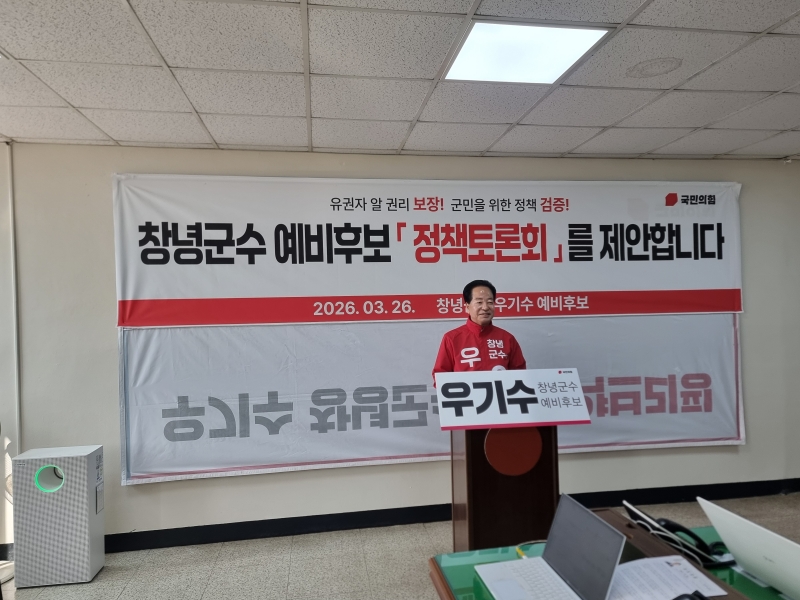 유권자 알 권리 보장! 군민을 위한 정책 검증!
국민의힘
창녕군수 예비후보 「정책토론회」를 제안합니다
2026. 03. 26. 우기수 예비후보
우 창녕군수
우기수 창녕군수 예비후보